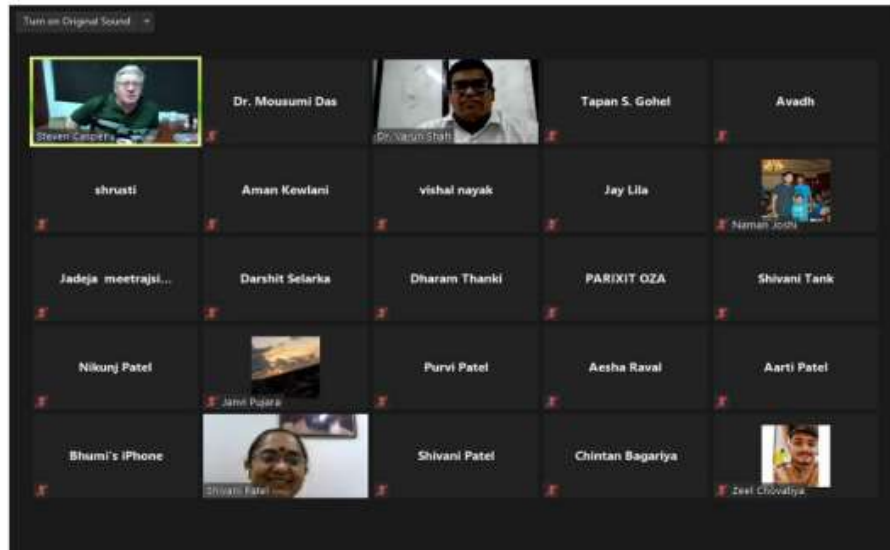 Turn on Original Sound
Steven Casperis
Dr. Mousumi Das
Dr. Varun Shah
Tapan S. Gohel
Avadh
shrusti
Aman Kewlani
vishal nayak
Jay Lila
Naman Joshi
Jadeja meetrajsi...
Darshit Selarka
Dharam Thanki
PARIXIT OZA
Shivani Tank
Nikunj Patel
Janvi Pujara
Purvi Patel
Aesha Raval
Aarti Patel
Bhumi's iPhone
Shivani Patel
Shivani Patel
Chintan Bagariya
Zeel Chovatiya